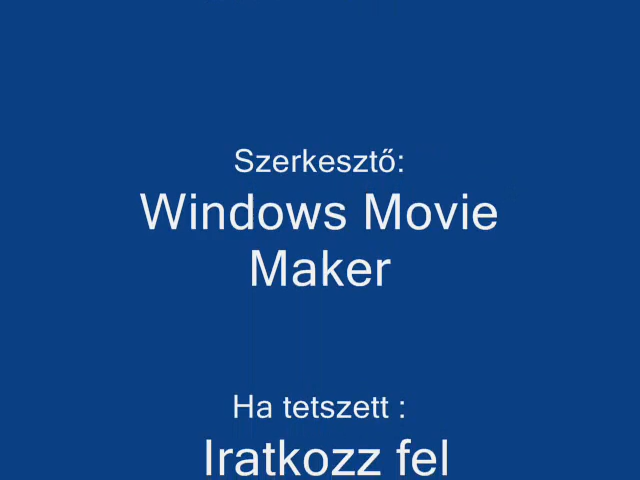 Szerkesztő:
Windows Movie
Maker
Ha tetszett :
Iratkozz fel